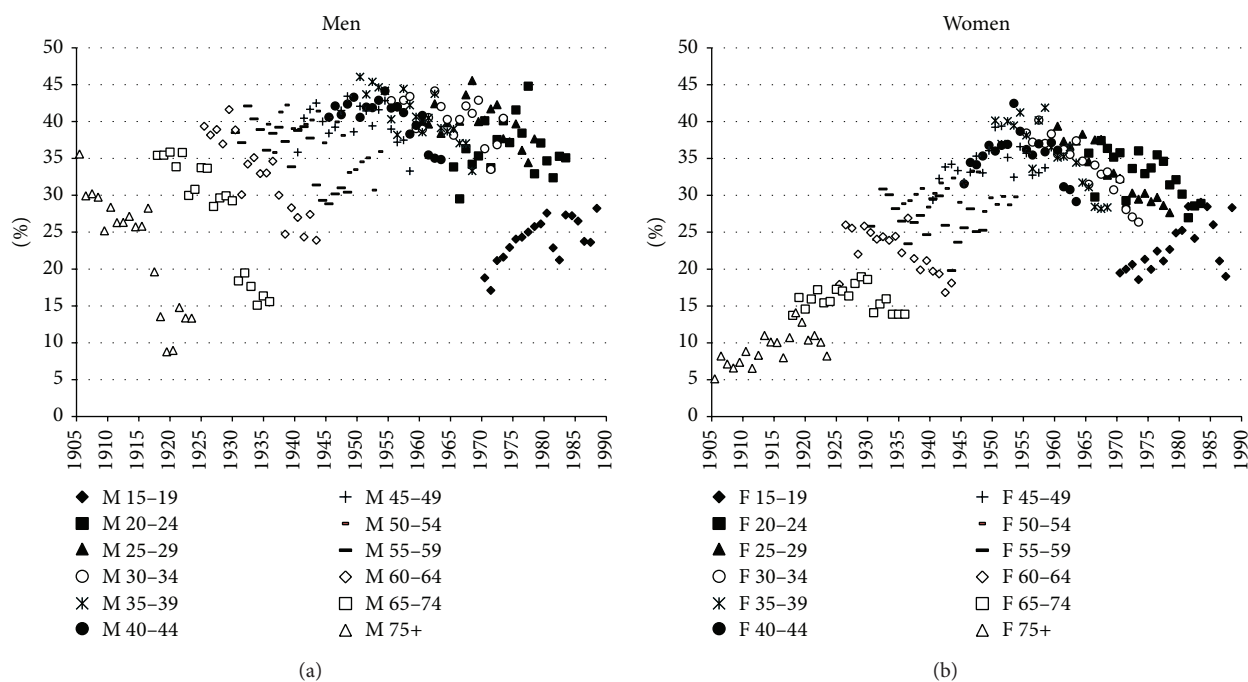 Men
50
45
40
35
30
25
20
15
10
5
0
(%)
1905
1910
1915
1920
1925
1930
1935
1940
1945
1950
1955
1960
1965
1970
1975
1980
1985
1990
M 15–19
M 20–24
M 25–29
M 30–34
M 35–39
M 40–44
M 45–49
M 50–54
M 55–59
M 60–64
M 65–74
M 75+
(a)
Women
50
45
40
35
30
25
20
15
10
5
0
(%)
1905
1910
1915
1920
1925
1930
1935
1940
1945
1950
1955
1960
1965
1970
1975
1980
1985
1990
F 15–19
F 20–24
F 25–29
F 30–34
F 35–39
F 40–44
F 45–49
F 50–54
F 55–59
F 60–64
F 65–74
F 75+
(b)